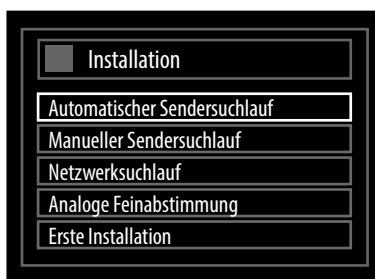 Installation
Automatischer Sendersuchlauf
Manueller Sendersuchlauf
Netzwerksuchlauf
Analoge Feinabstimmung
Erste Installation